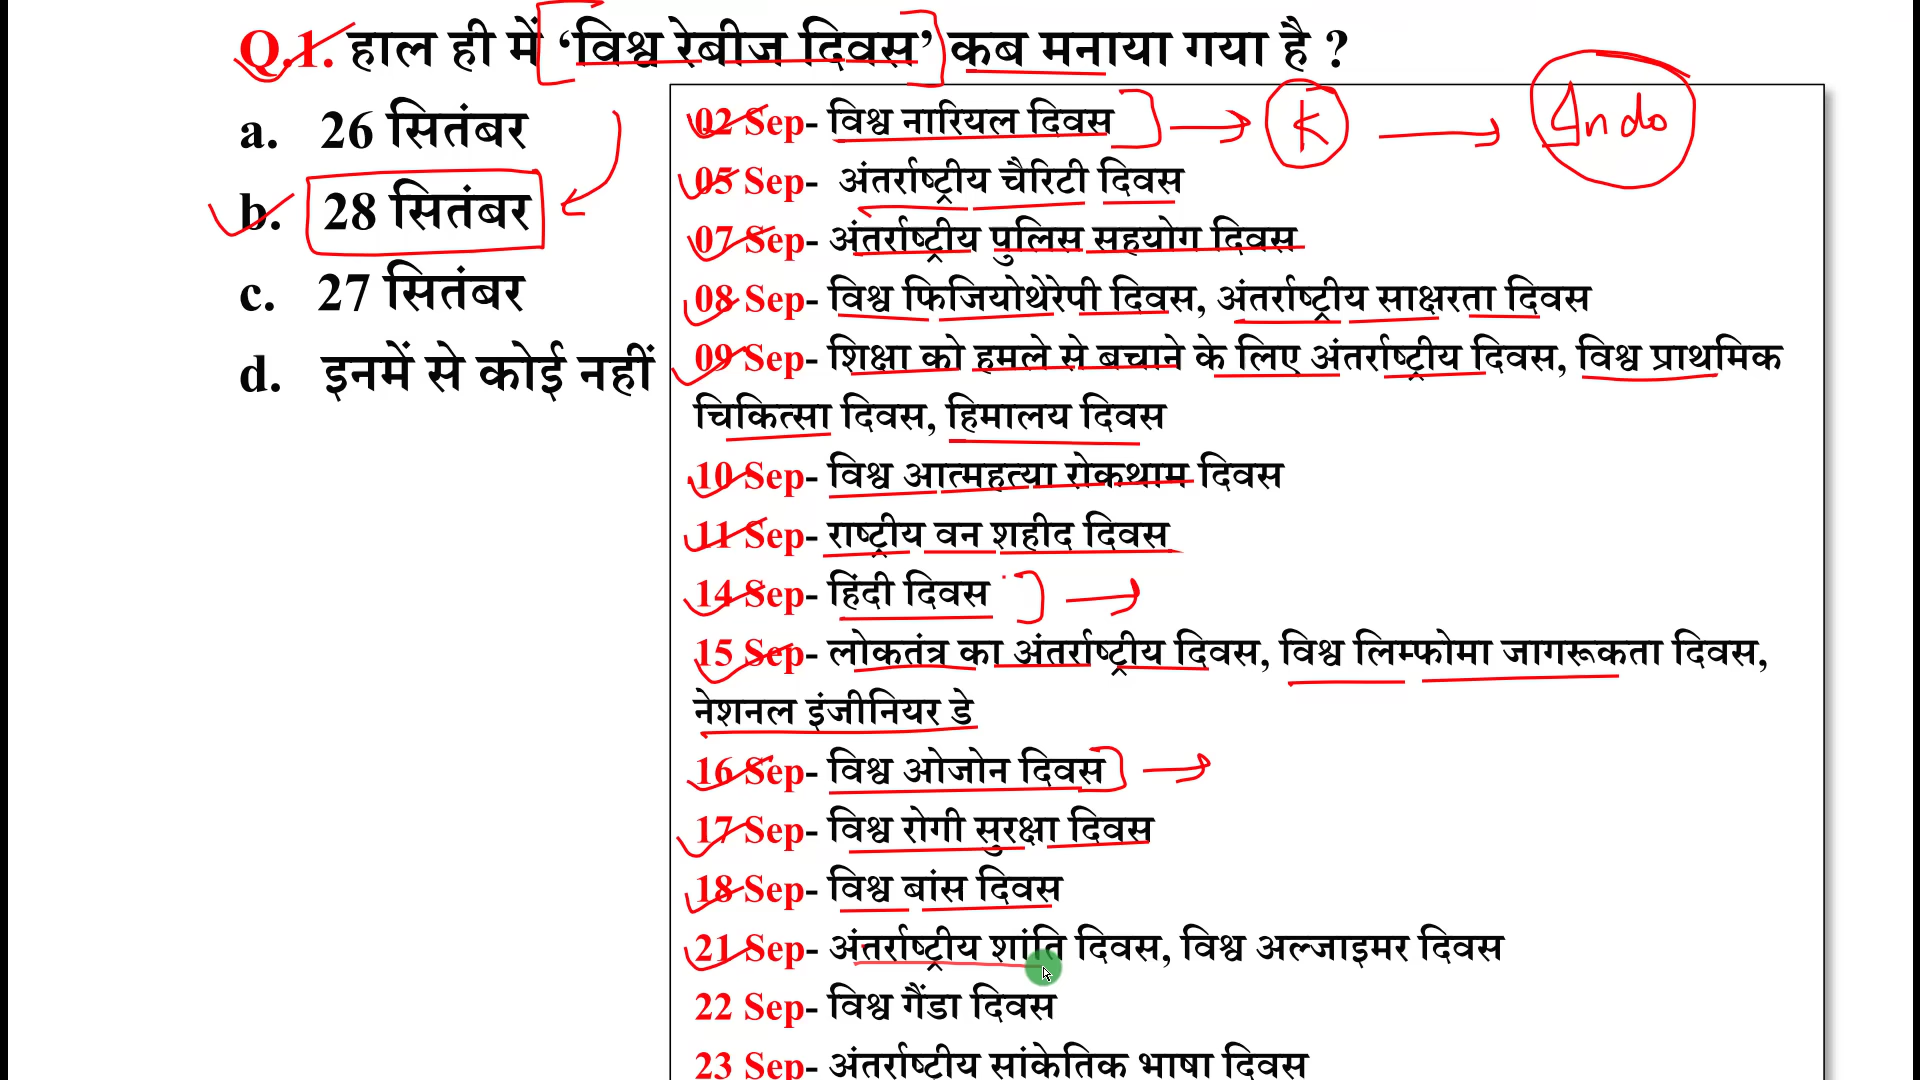 Q.1. हाल ही में ‘विश्व रेबीज दिवस’ कब मनाया गया है ?
a. 26 सितंबर
b. 28 सितंबर
c. 27 सितंबर
d. इनमें से कोई नहीं
02 Sep- विश्व नारियल दिवस K Indo
05 Sep- अंतर्राष्ट्रीय चैरिटी दिवस
07 Sep- अंतर्राष्ट्रीय पुलिस सहयोग दिवस
08 Sep- विश्व फिजियोथेरेपी दिवस, अंतर्राष्ट्रीय साक्षरता दिवस
09 Sep- शिक्षा को हमले से बचाने के लिए अंतर्राष्ट्रीय दिवस, विश्व प्राथमिक
चिकित्सा दिवस, हिमालय दिवस
10 Sep- विश्व आत्महत्या रोकथाम दिवस
11 Sep- राष्ट्रीय वन शहीद दिवस
14 Sep- हिंदी दिवस
15 Sep- लोकतंत्र का अंतर्राष्ट्रीय दिवस, विश्व लिम्फोमा जागरूकता दिवस,
नेशनल इंजीनियर डे
16 Sep- विश्व ओजोन दिवस
17 Sep- विश्व रोगी सुरक्षा दिवस
18 Sep- विश्व बांस दिवस
21 Sep- अंतर्राष्ट्रीय शांति दिवस, विश्व अल्जाइमर दिवस
22 Sep- विश्व गैंडा दिवस
23 Sep- अंतर्राष्टीय सांकेतिक भाषा दिवस